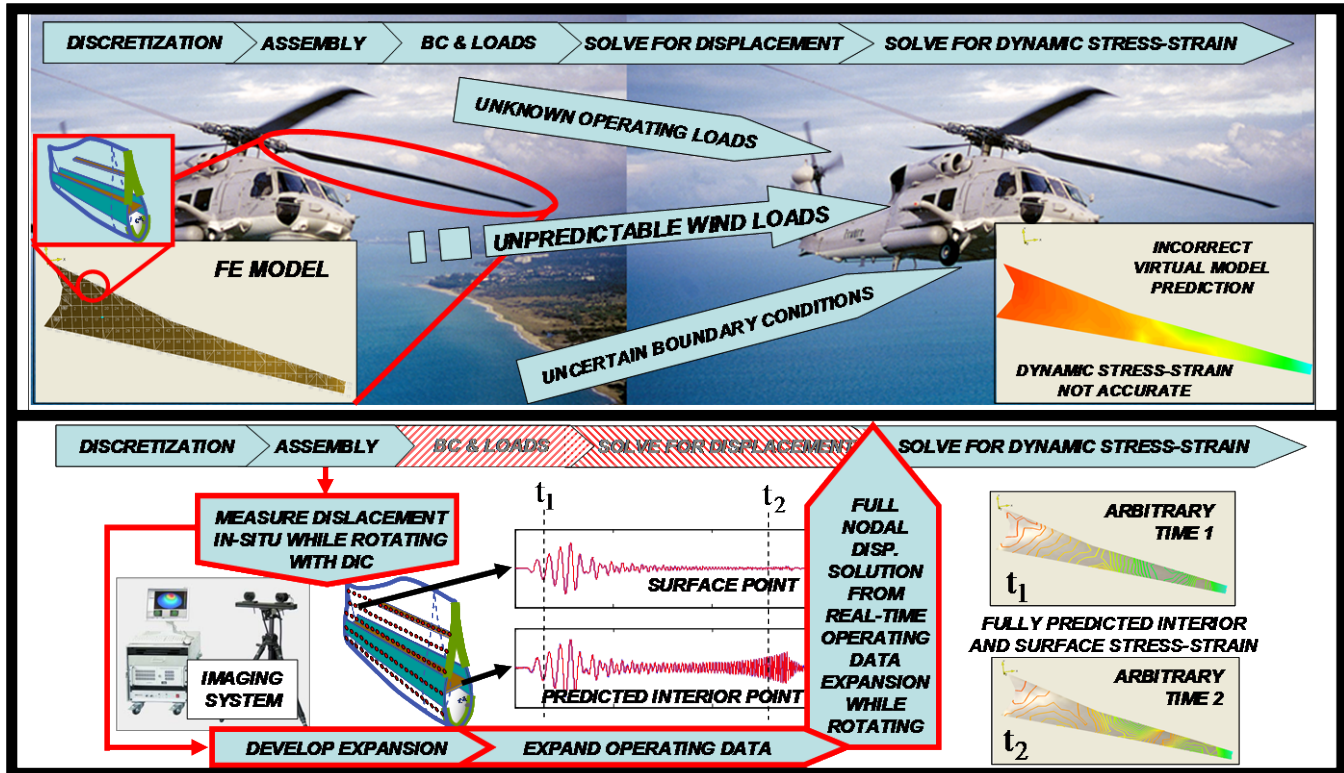 DISCRETIZATION
ASSEMBLY
BC & LOADS
SOLVE FOR DISPLACEMENT
SOLVE FOR DYNAMIC STRESS-STRAIN
UNKNOWN OPERATING LOADS
UNPREDICTABLE WIND LOADS
UNCERTAIN BOUNDARY CONDITIONS
FE MODEL
INCORRECT
VIRTUAL MODEL
PREDICTION
DYNAMIC STRESS-STRAIN
NOT ACCURATE
DISCRETIZATION
ASSEMBLY
BC & LOADS
SOLVE FOR DISPLACEMENT
SOLVE FOR DYNAMIC STRESS-STRAIN
MEASURE DISLACEMENT
IN-SITU WHILE ROTATING
WITH DIC
IMAGING
SYSTEM
t1
t2
SURFACE POINT
PREDICTED INTERIOR POINT
FULL
NODAL
DISP.
SOLUTION
FROM
REAL-TIME
OPERATING
DATA
EXPANSION
WHILE
ROTATING
ARBITRARY
TIME 1
t1
FULLY PREDICTED INTERIOR
AND SURFACE STRESS-STRAIN
ARBITRARY
TIME 2
t2
DEVELOP EXPANSION
EXPAND OPERATING DATA